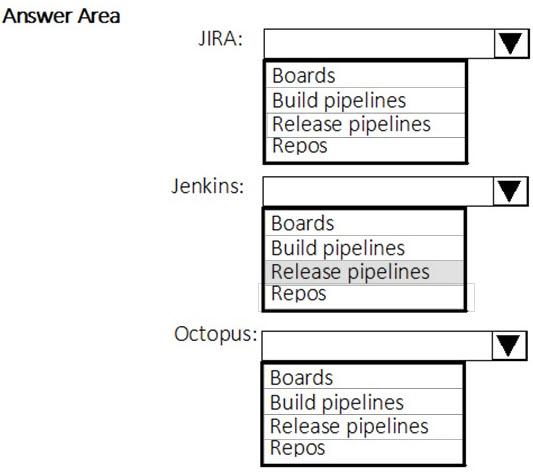 Answer Area
JIRA:
Boards
Build pipelines
Release pipelines
Repos
Jenkins:
Boards
Build pipelines
Release pipelines
Repos
Octopus:
Boards
Build pipelines
Release pipelines
Repos